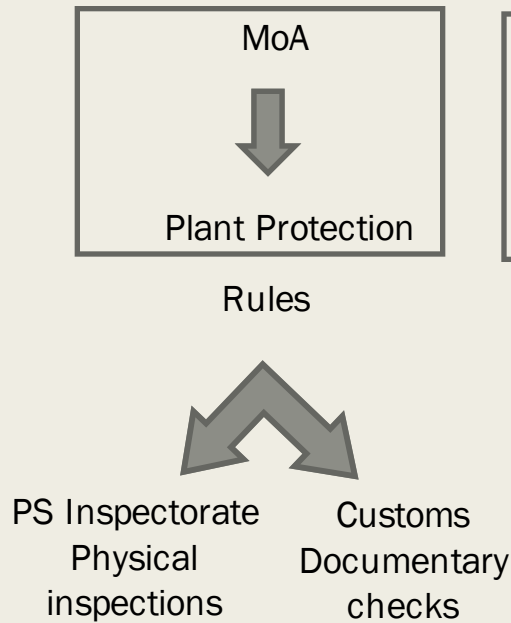 MoA
Plant Protection
Rules
PS Inspectorate
Physical
inspections
Customs
Documentary
checks